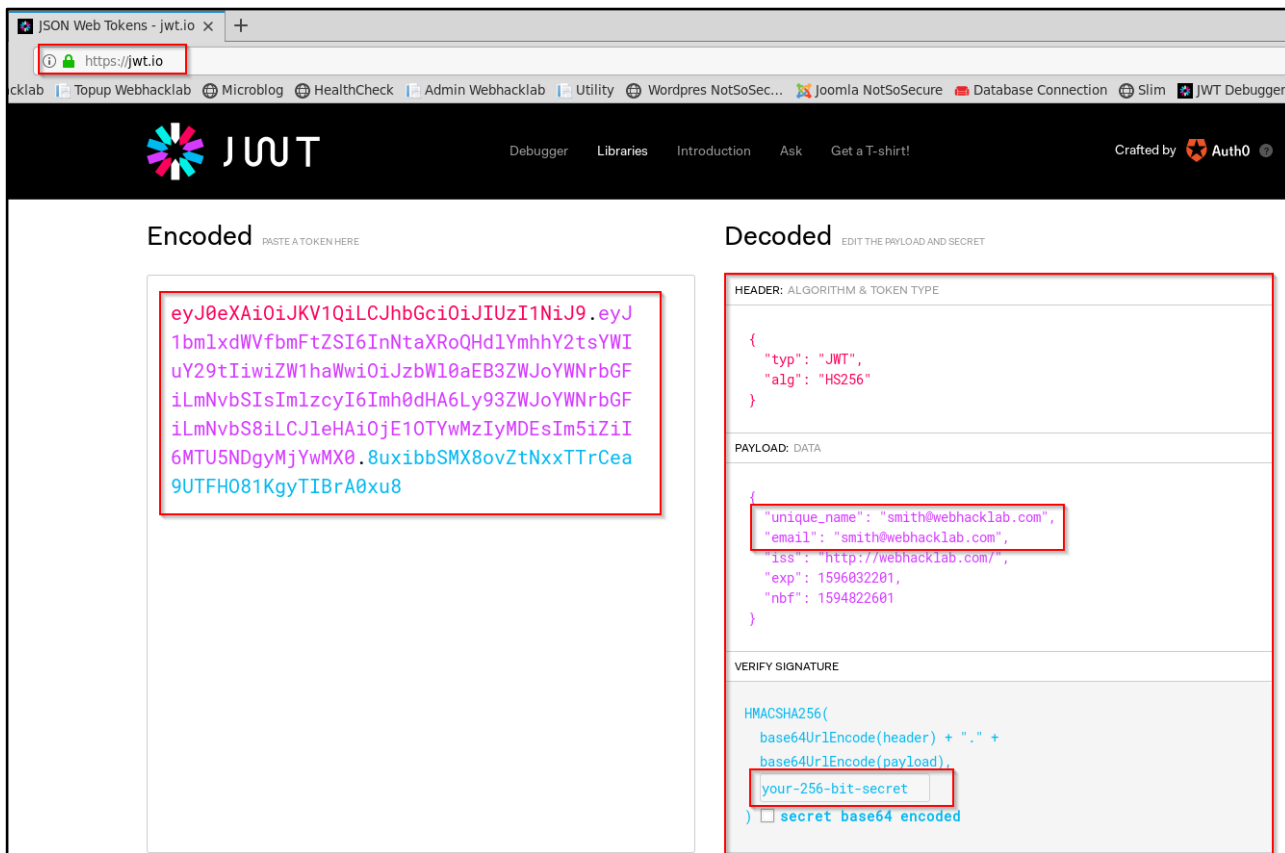 JSON Web Tokens - jwt.io × +
https://jwt.io
cklab Topup Webhacklab Microblog HealthCheck Admin Webhacklab Utility Wordpres NotSoSec... Joomla NotSoSecure Database Connection Slim JWT Debugger
JWT Debugger Libraries Introduction Ask Get a T-shirt! Crafted by Auth0 ?
Encoded PASTE A TOKEN HERE
eyJ0eXAiOiJKV1QiLCJhbGciOiJIUzI1NiJ9.eyJ
1bmlxdWVfbmFtZSI6InNtaXRoQHdlYmhhY2tsYWI
uY29tIiwiZW1haWwiOiJzbWl0aEB3ZWJoYWNrbGF
iLmNvbSIsImlzcyI6Imh0dHA6Ly93ZWJoYWNrbGF
iLmNvbS8iLCJleHAiOjE1OTYwMzIyMDEsIm5iZiI
6MTU5NDgyMjYwMX0.8uxibbSMX8ovZtNxxTTrCea
9UTFHO81KgyTIBrA0xu8
Decoded EDIT THE PAYLOAD AND SECRET
HEADER: ALGORITHM & TOKEN TYPE
{
"typ": "JWT",
"alg": "HS256"
}
PAYLOAD: DATA
{
"unique_name": "smith@webhacklab.com",
"email": "smith@webhacklab.com",
"iss": "http://webhacklab.com/",
"exp": 1596032201,
"nbf": 1594822601
}
VERIFY SIGNATURE
HMACSHA256(
base64UrlEncode(header) + "." +
base64UrlEncode(payload),
your-256-bit-secret
) secret base64 encoded